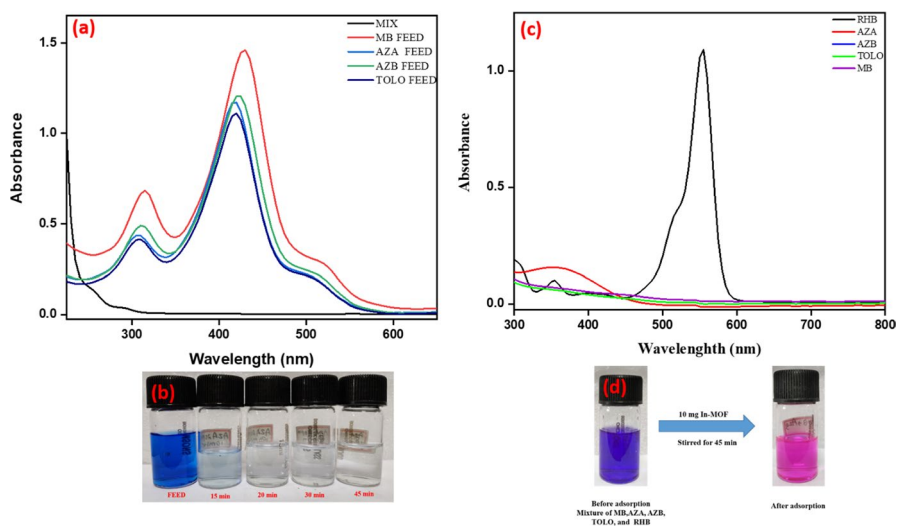 (a)
MIX
MB FEED
AZA FEED
AZB FEED
TOLO FEED
Absorbance
1.5
1.0
0.5
0.0
300
400
500
600
Wavelength (nm)
(b)
FEED
15 min
20 min
30 min
45 min
(c)
RHB
AZA
AZB
TOLO
MB
Absorbance
1.0
0.5
0.0
300
400
500
600
700
800
Wavelenghth (nm)
(d)
10 mg In-MOF
Stirred for 45 min
Before adsorption
Mixture of MB,AZA, AZB,
TOLO, and RHB
After adsorption